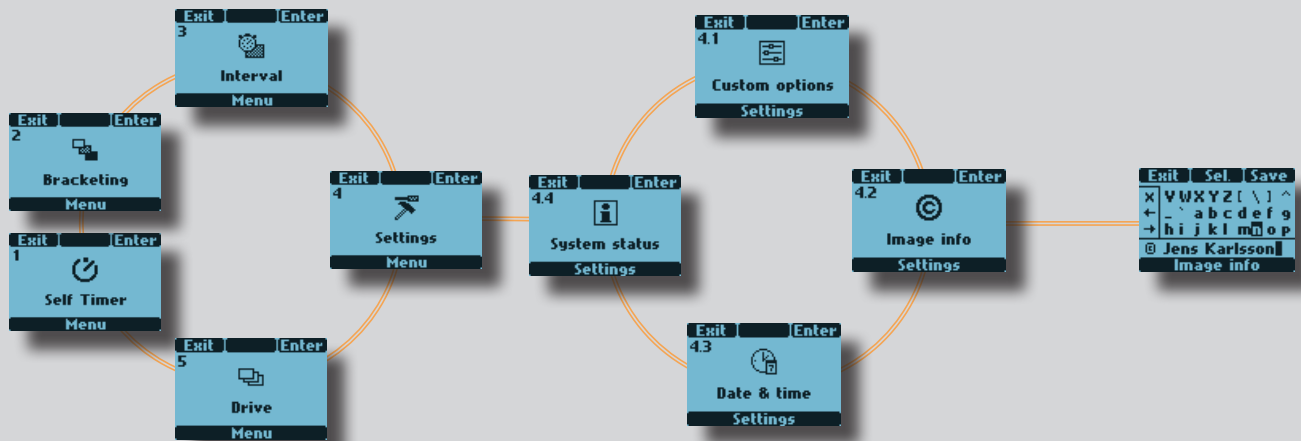 Exit Enter
3
Interval
Menu
Exit Enter
2
Bracketing
Menu
Exit Enter
1
Self Timer
Menu
Exit Enter
5
Drive
Menu
Exit Enter
4
Settings
Menu
Exit Enter
4.4
System status
Settings
Exit Enter
4.1
Custom options
Settings
Exit Enter
4.2
©
Image info
Settings
Exit Enter
4.3
7
Date & time
Settings
Exit Sel. Save
× V W X Y Z [ \ ] ^
← _ ` a b c d e f g
→ h i j k l m n o p
© Jens Karlsson
Image info